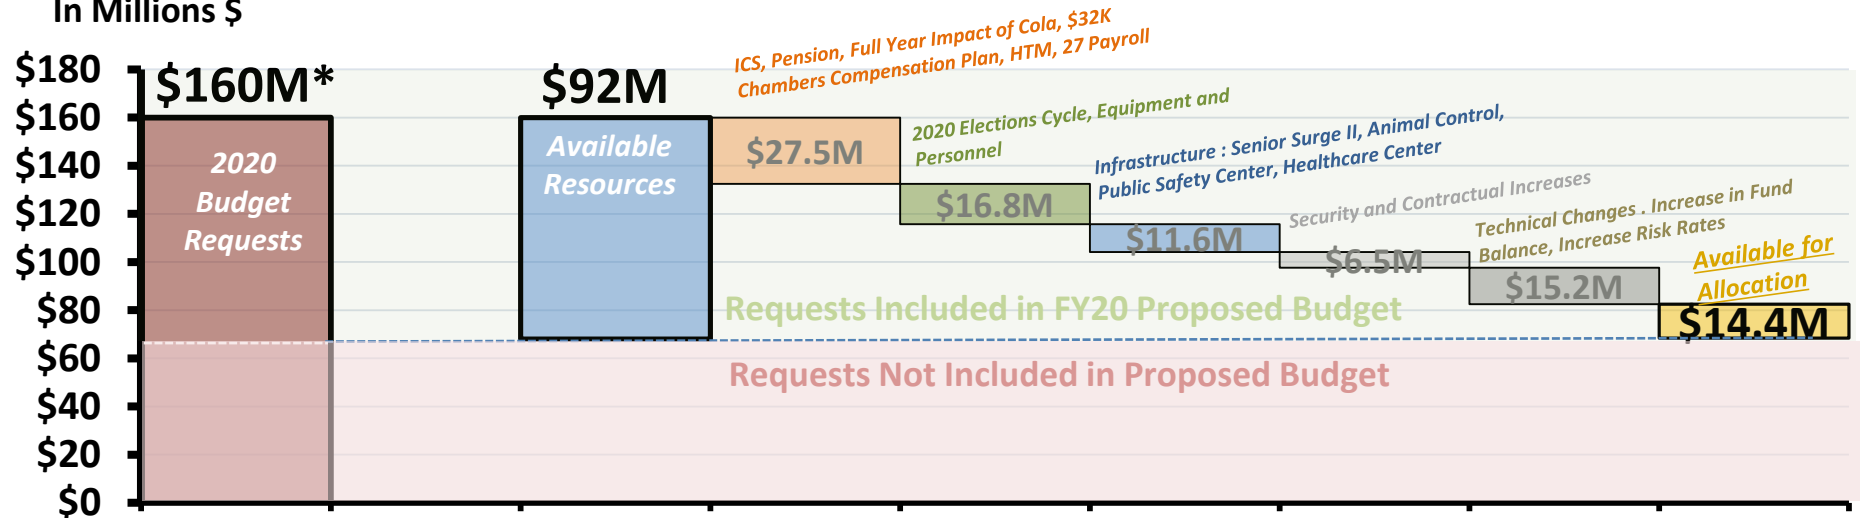 In Millions $
$180
$160
$140
$120
$100
$80
$60
$40
$20
$0
$160M*
2020
Budget
Requests
$92M
Available
Resources
ICS, Pension, Full Year Impact of Cola, $32K
Chambers Compensation Plan, HTM, 27 Payroll
$27.5M
2020 Elections Cycle, Equipment and
Personnel
$16.8M
Infrastructure : Senior Surge II, Animal Control,
Public Safety Center, Healthcare Center
$11.6M
Security and Contractual Increases
$6.5M
Technical Changes . Increase in Fund
Balance, Increase Risk Rates
$15.2M
Available for
Allocation
$14.4M
Requests Included in FY20 Proposed Budget
Requests Not Included in Proposed Budget